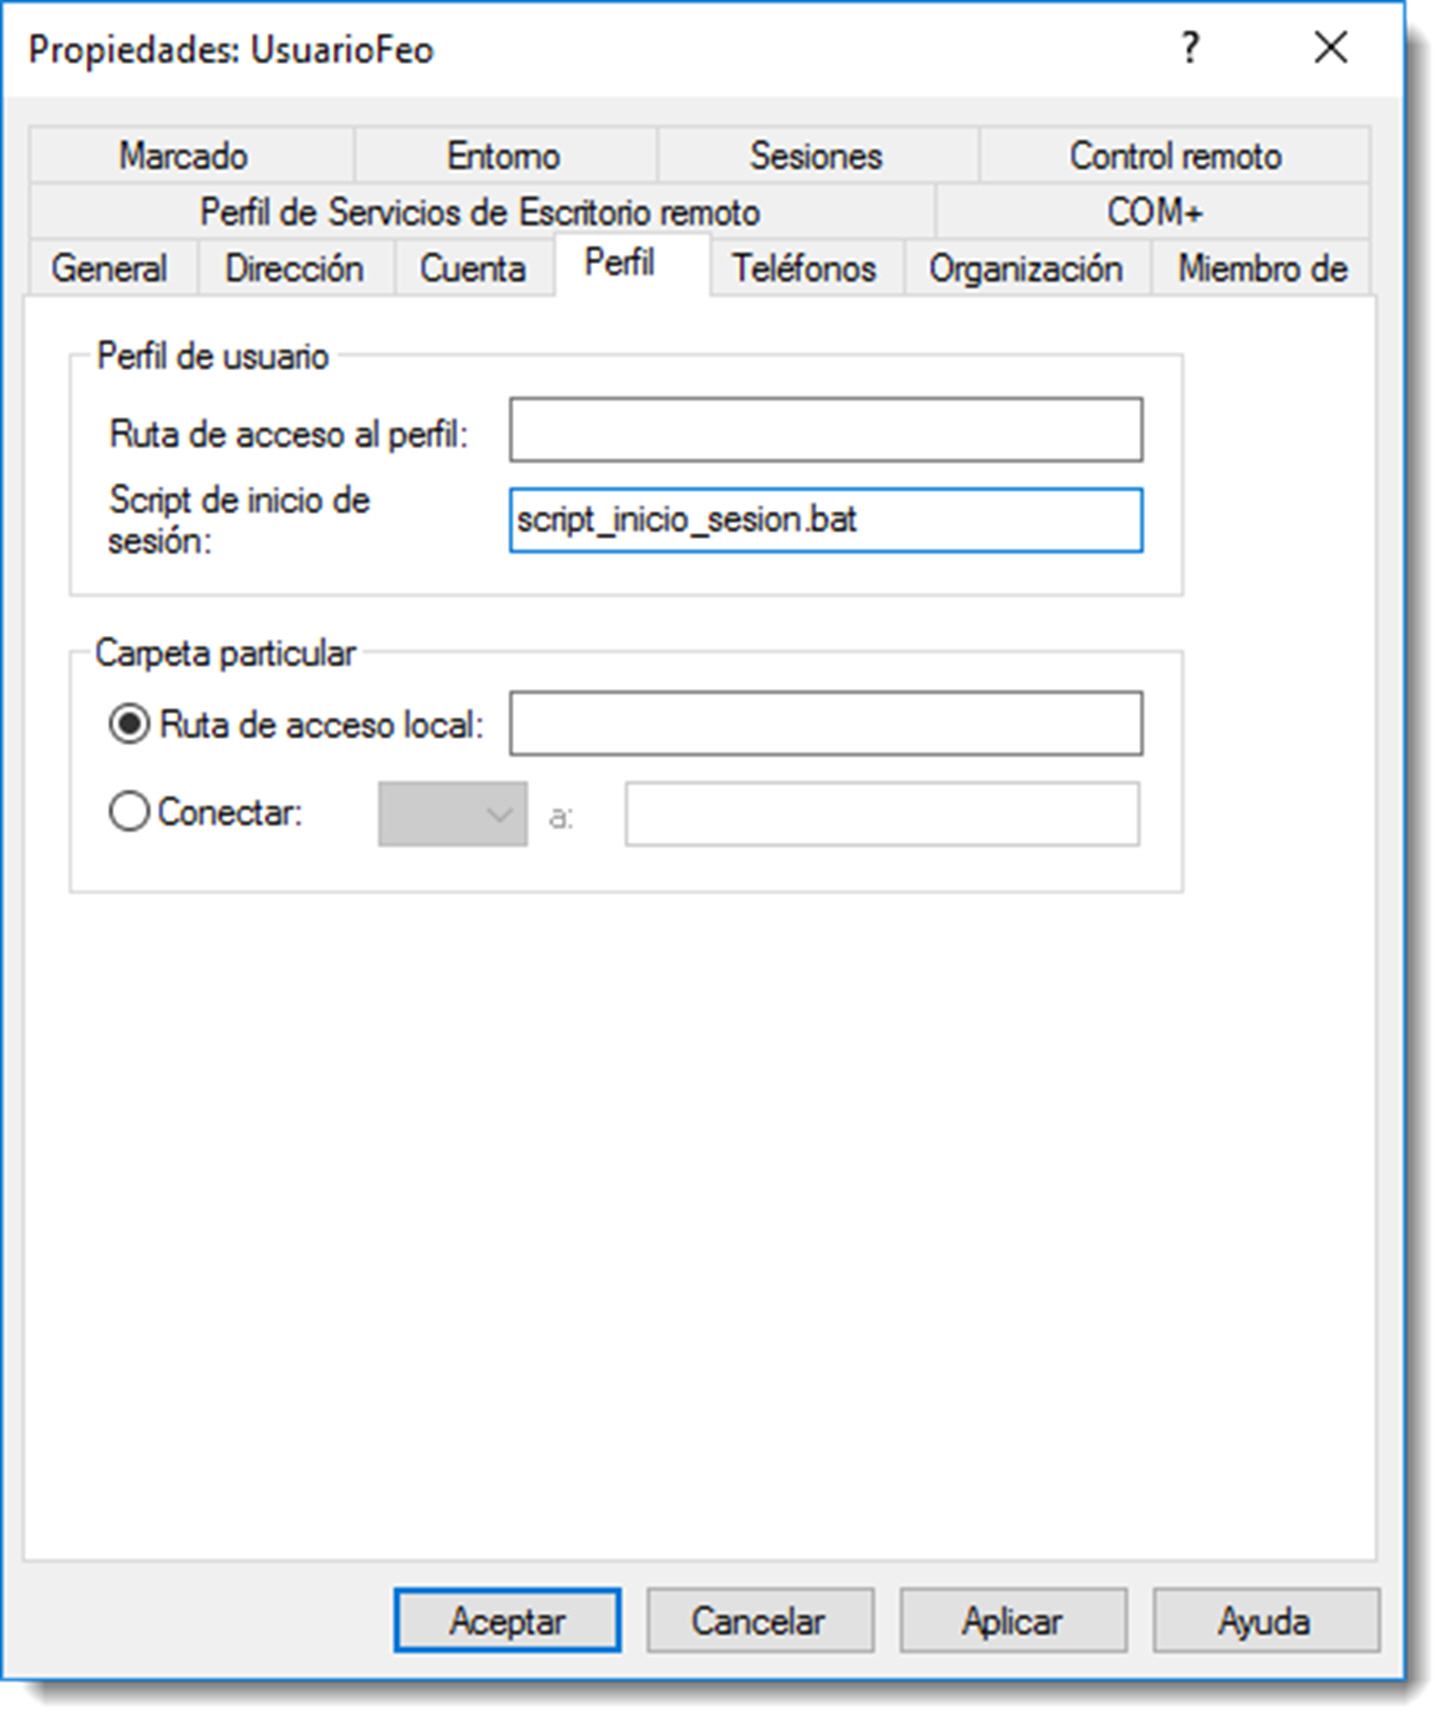 Propiedades: UsuarioFeo
?
Marcado Entorno Sesiones Control remoto
Perfil de Servicios de Escritorio remoto COM+
General Dirección Cuenta Perfil Teléfonos Organización Miembro de
Perfil de usuario
Ruta de acceso al perfil:
Script de inicio de
sesión:
script_inicio_sesion.bat
Carpeta particular
Ruta de acceso local:
Conectar: a:
Aceptar Cancelar Aplicar Ayuda